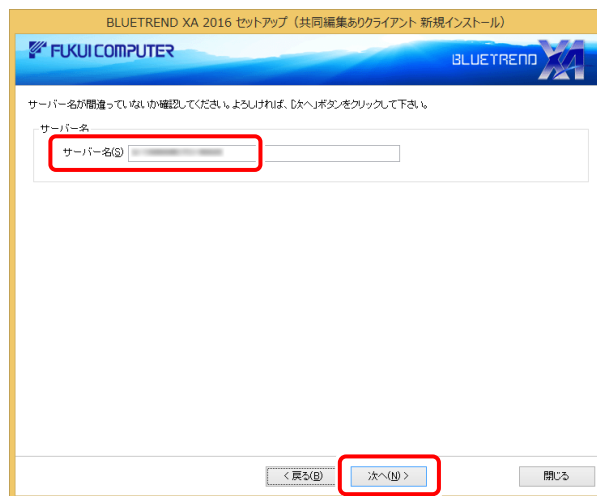 BLUETREND XA 2016 セットアップ（共同編集ありクライアント 新規インストール）
FUKUI COMPUTER
BLUETREND XA
サーバー名が間違っていないか確認してください。よろしければ、[次へ]ボタンをクリックして下さい。
サーバー名
サーバー名(S)
< 戻る(B) 次へ(N) > 閉じる